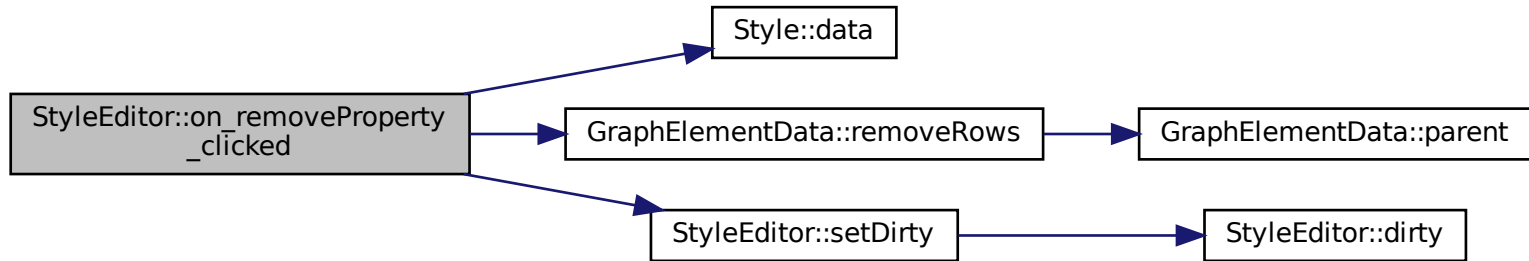 Style::data
StyleEditor::on_removeProperty
_clicked
GraphElementData::removeRows
GraphElementData::parent
StyleEditor::setDirty
StyleEditor::dirty